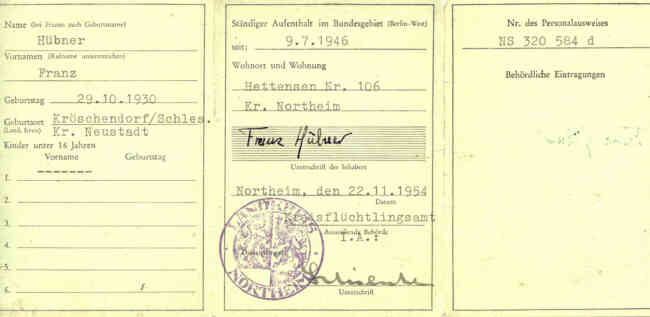 Name (bei Frauen auch Geburtsname)
Hübner
Vornamen (Rufname unterstreichen)
Franz
Geburtstag 29.10.1930
Geburtsort Kröschendorf/Schles.
(Land, Kreis) Kr. Neustadt
Kinder unter 16 Jahren
Vorname Geburtstag
-------
1.
2.
3.
4.
5.
6.
Ständiger Aufenthalt im Bundesgebiet (Berlin-West)
seit: 9.7.1946
Wohnort und Wohnung
Hettensen Nr. 106
Kr. Northeim
Franz Hübner
Unterschrift des Inhabers
Northeim, den 22.11.1954
Datum
Kreisflüchtlingsamt
Ausstellende Behörde
I.A.:
LANDKREIS
NORTHEIM
Unterschrift
Nr. des Personalausweises
NS 320 584 d
Behördliche Eintragungen